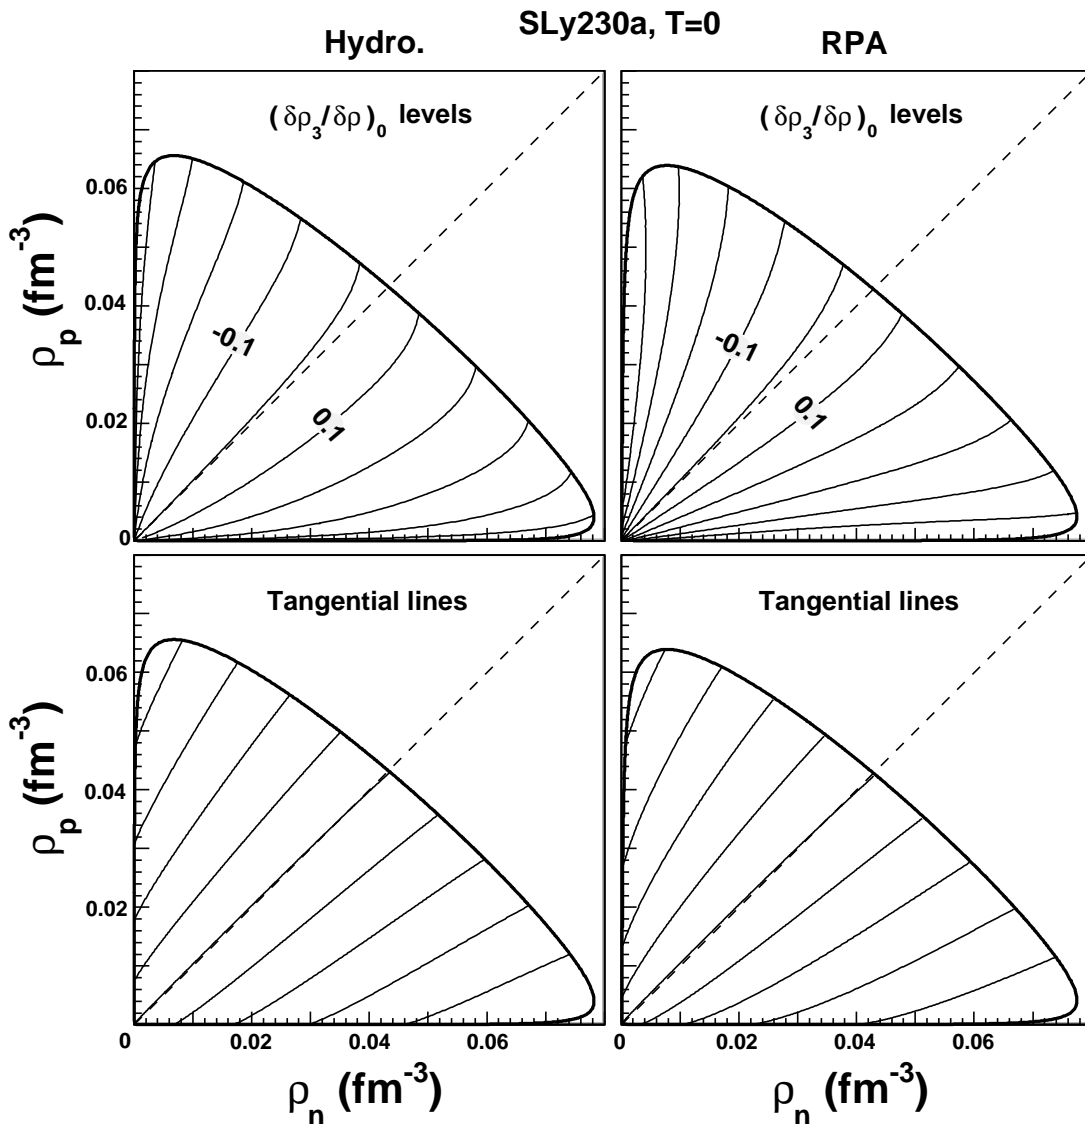 SLy230a, T=0
Hydro.
RPA
(δρ₃/δρ)₀ levels
(δρ₃/δρ)₀ levels
0.06
0.04
0.02
0
-0.1
0.1
-0.1
0.1
ρₚ (fm⁻³)
Tangential lines
Tangential lines
0.06
0.04
0.02
ρₚ (fm⁻³)
0 0.02 0.04 0.06
0 0.02 0.04 0.06
ρₙ (fm⁻³)
ρₙ (fm⁻³)